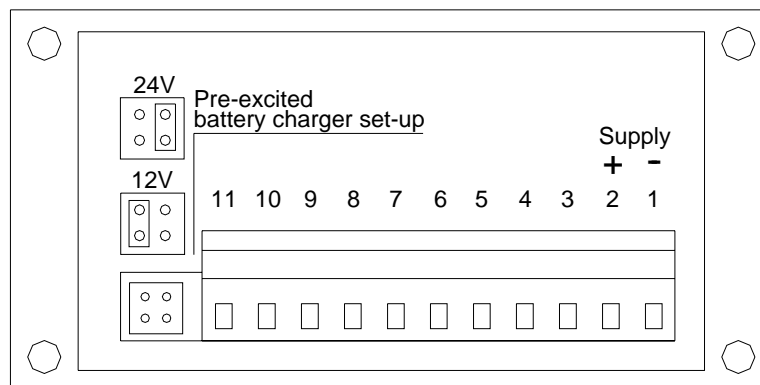 24V
Pre-excited
battery charger set-up
Supply
+ -
12V
11 10 9 8 7 6 5 4 3 2 1